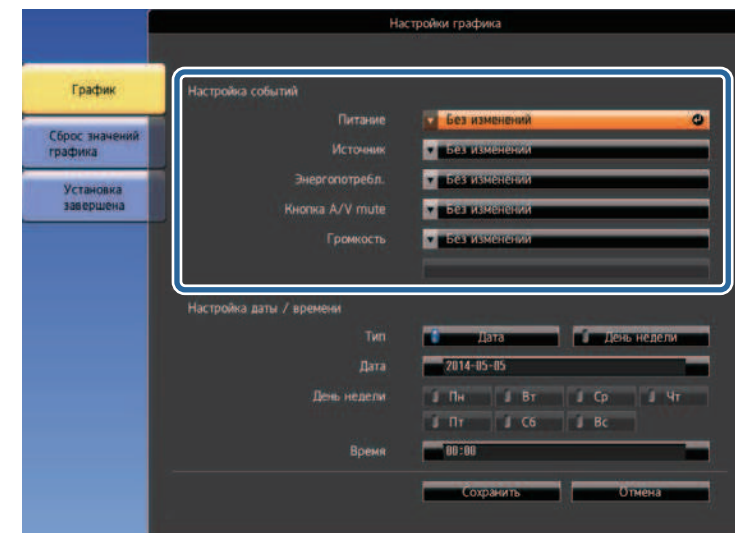 Настройки графика
График
Сброс значений
графика
Установка
завершена
Настройка событий
Питание Без изменений
Источник Без изменений
Энергопотребл. Без изменений
Кнопка A/V mute Без изменений
Громкость Без изменений
Настройка даты / времени
Тип Дата День недели
Дата 2014-05-05
День недели Пн Вт Ср Чт
Пт Сб Вс
Время 00:00
Сохранить Отмена